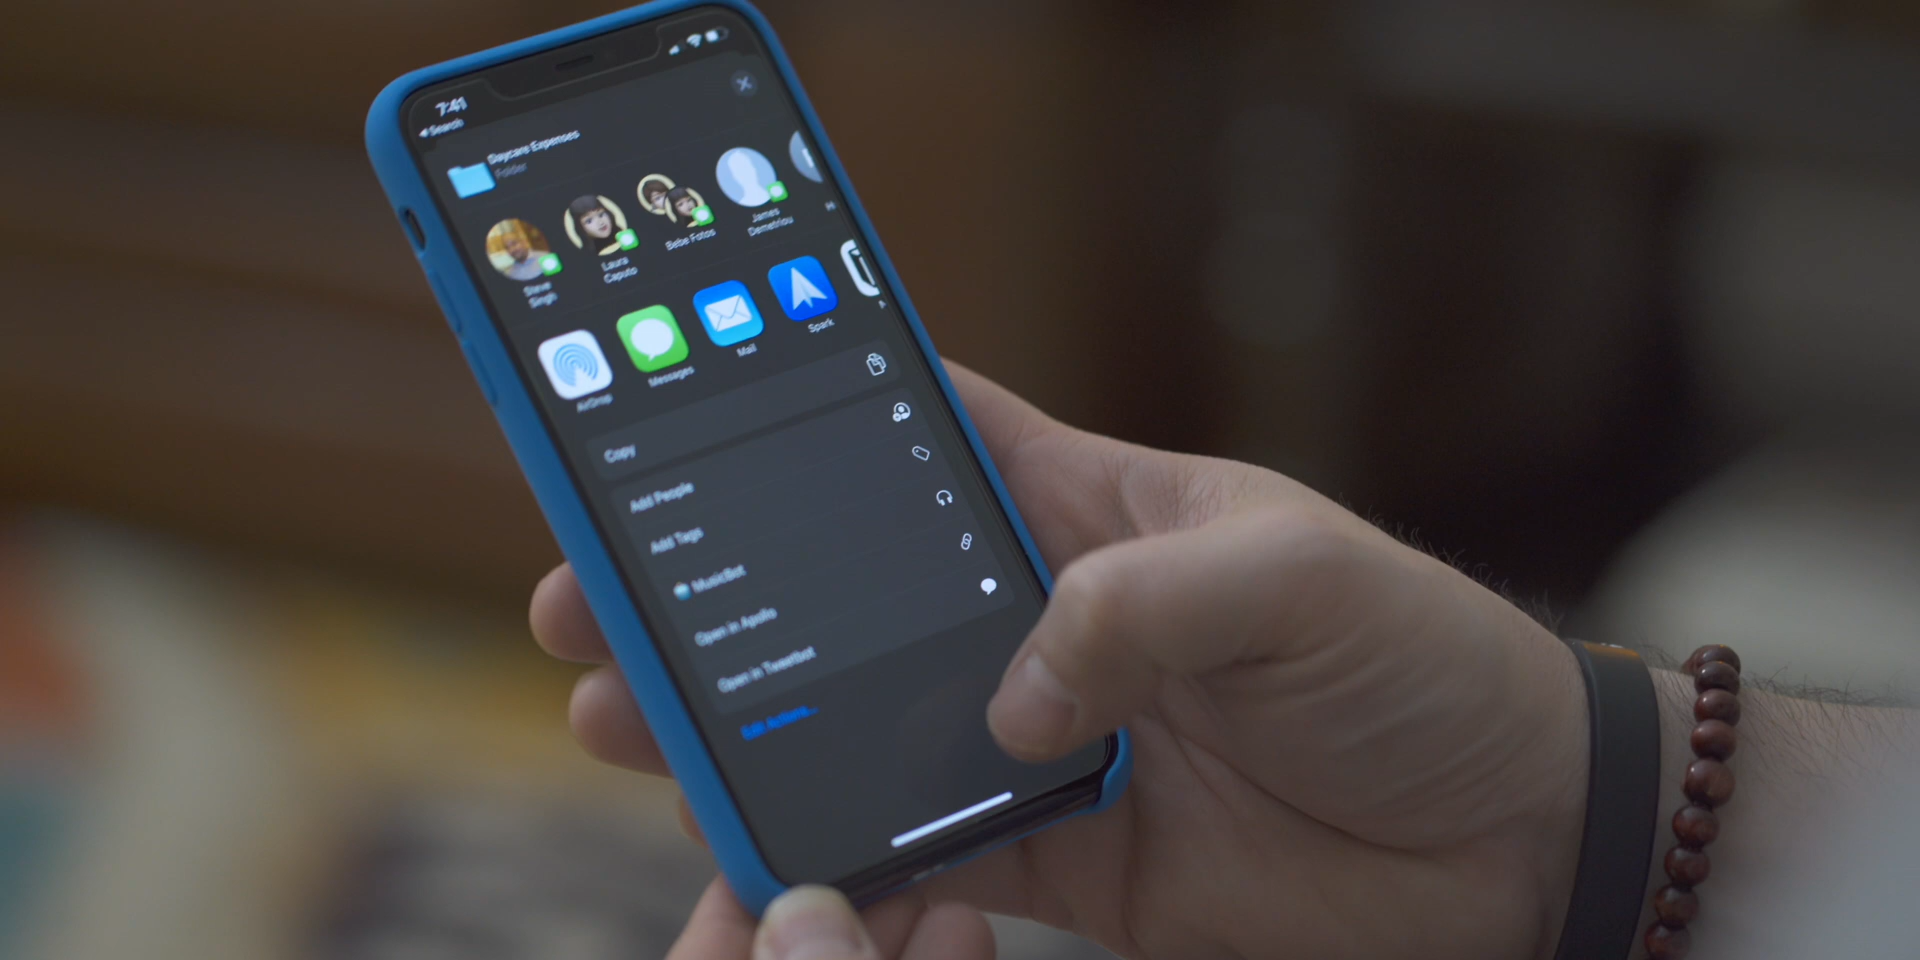 7:41
◀ Search
Daycare Expenses
Folder
Steve
Singh
Laura
Caputo
Bebe Fotos
James
Demetriou
H
AirDrop
Messages
Mail
Spark
A
Copy
Add People
Add Tags
MusicBot
Open in Apollo
Open in Tweetbot
Edit Actions...